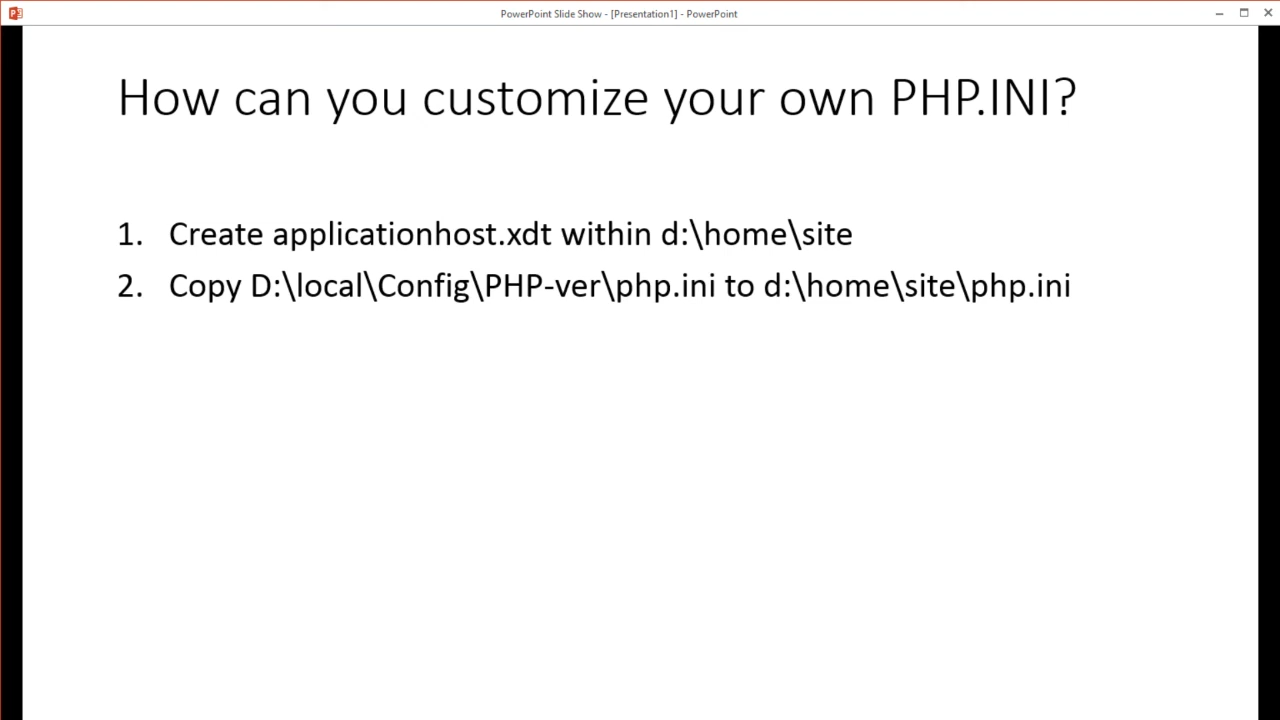 PowerPoint Slide Show - [Presentation1] - PowerPoint
How can you customize your own PHP.INI?
1. Create applicationhost.xdt within d:\home\site
2. Copy D:\local\Config\PHP-ver\php.ini to d:\home\site\php.ini